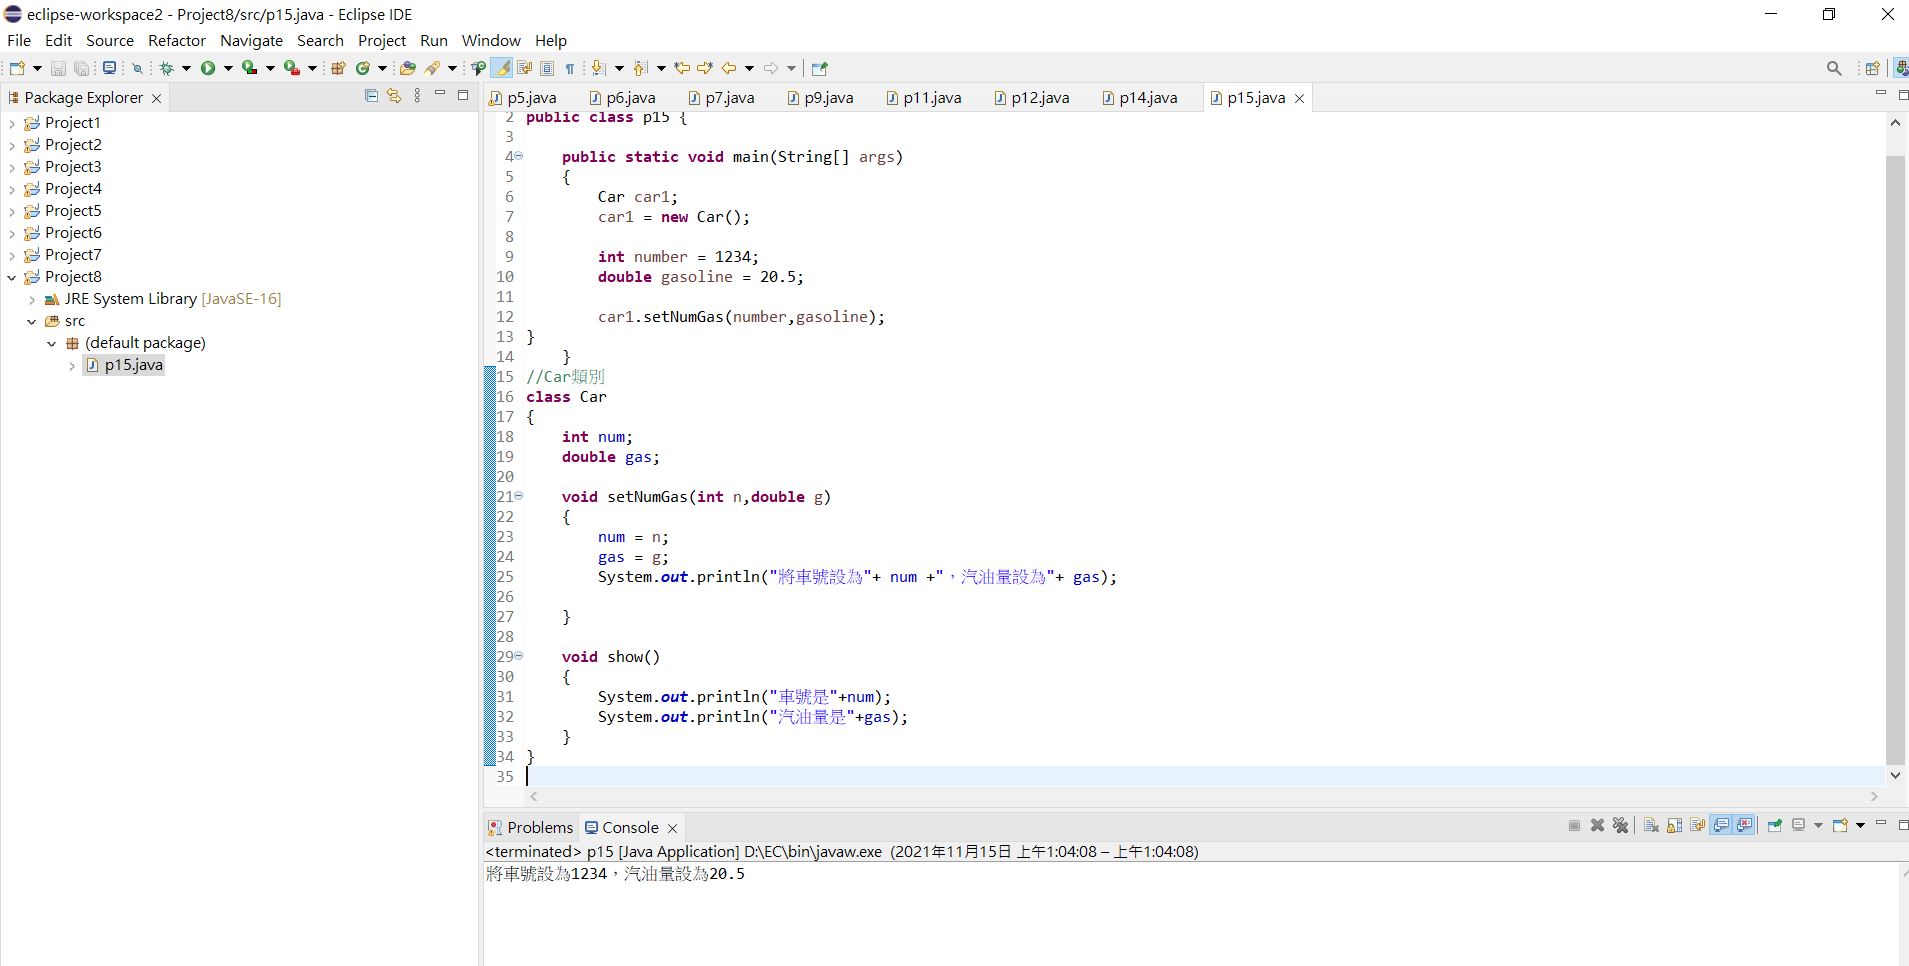 eclipse-workspace2 - Project8/src/p15.java - Eclipse IDE
File Edit Source Refactor Navigate Search Project Run Window Help
Package Explorer
Project1
Project2
Project3
Project4
Project5
Project6
Project7
Project8
JRE System Library [JavaSE-16]
src
(default package)
p15.java
p5.java p6.java p7.java p9.java p11.java p12.java p14.java p15.java
2 public class p15 {
3
4 public static void main(String[] args)
5 {
6 Car car1;
7 car1 = new Car();
8
9 int number = 1234;
10 double gasoline = 20.5;
11
12 car1.setNumGas(number,gasoline);
13 }
14 }
15 //Car類別
16 class Car
17 {
18 int num;
19 double gas;
20
21 void setNumGas(int n,double g)
22 {
23 num = n;
24 gas = g;
25 System.out.println("將車號設為"+ num +"，汽油量設為"+ gas);
26
27 }
28
29 void show()
30 {
31 System.out.println("車號是"+num);
32 System.out.println("汽油量是"+gas);
33 }
34 }
35
Problems Console
<terminated> p15 [Java Application] D:\EC\bin\javaw.exe (2021年11月15日 上午1:04:08 – 上午1:04:08)
將車號設為1234，汽油量設為20.5